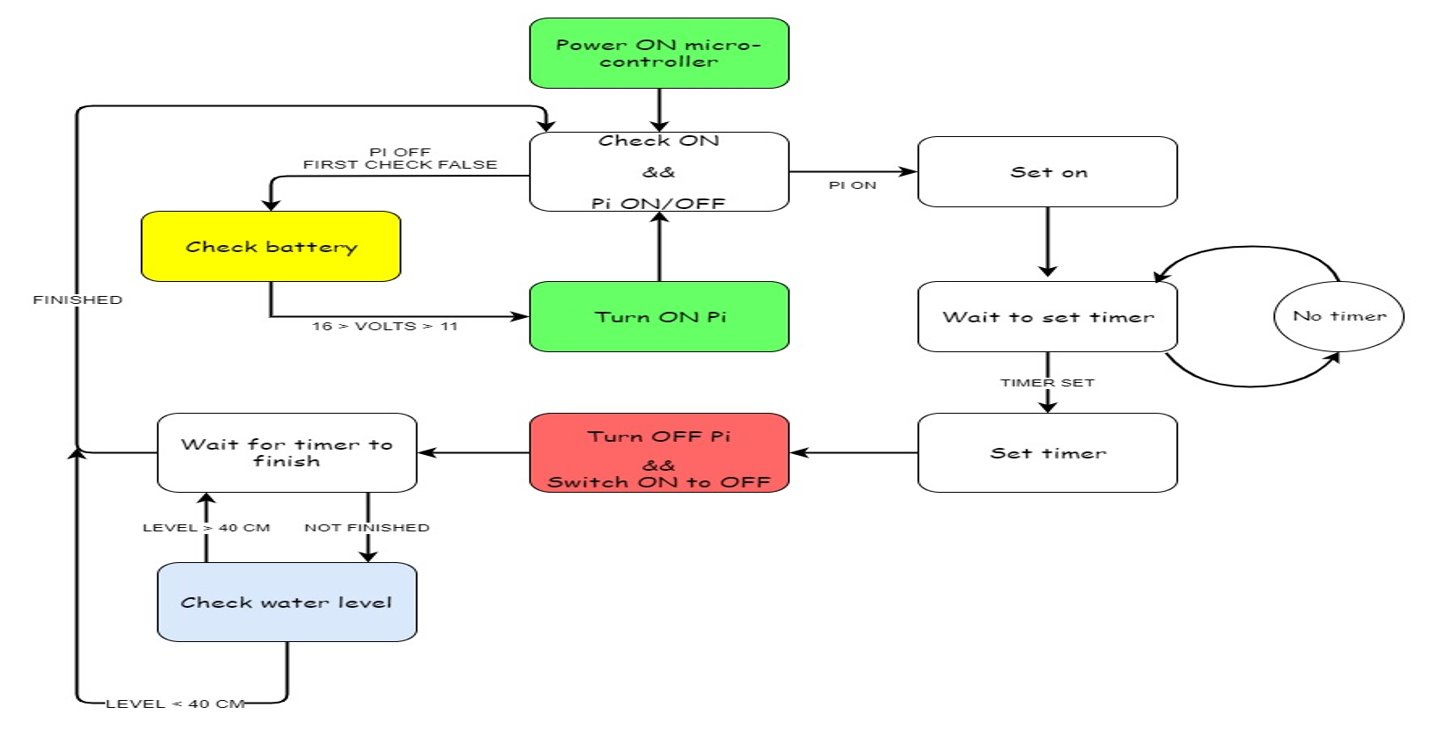 Power ON micro-
controller
Check ON
&&
Pi ON/OFF
PI OFF
FIRST CHECK FALSE
PI ON
Set on
Check battery
16 > VOLTS > 11
Turn ON Pi
Wait to set timer
No timer
FINISHED
TIMER SET
Wait for timer to
finish
Turn OFF Pi
&&
Switch ON to OFF
Set timer
LEVEL > 40 CM
NOT FINISHED
Check water level
LEVEL < 40 CM